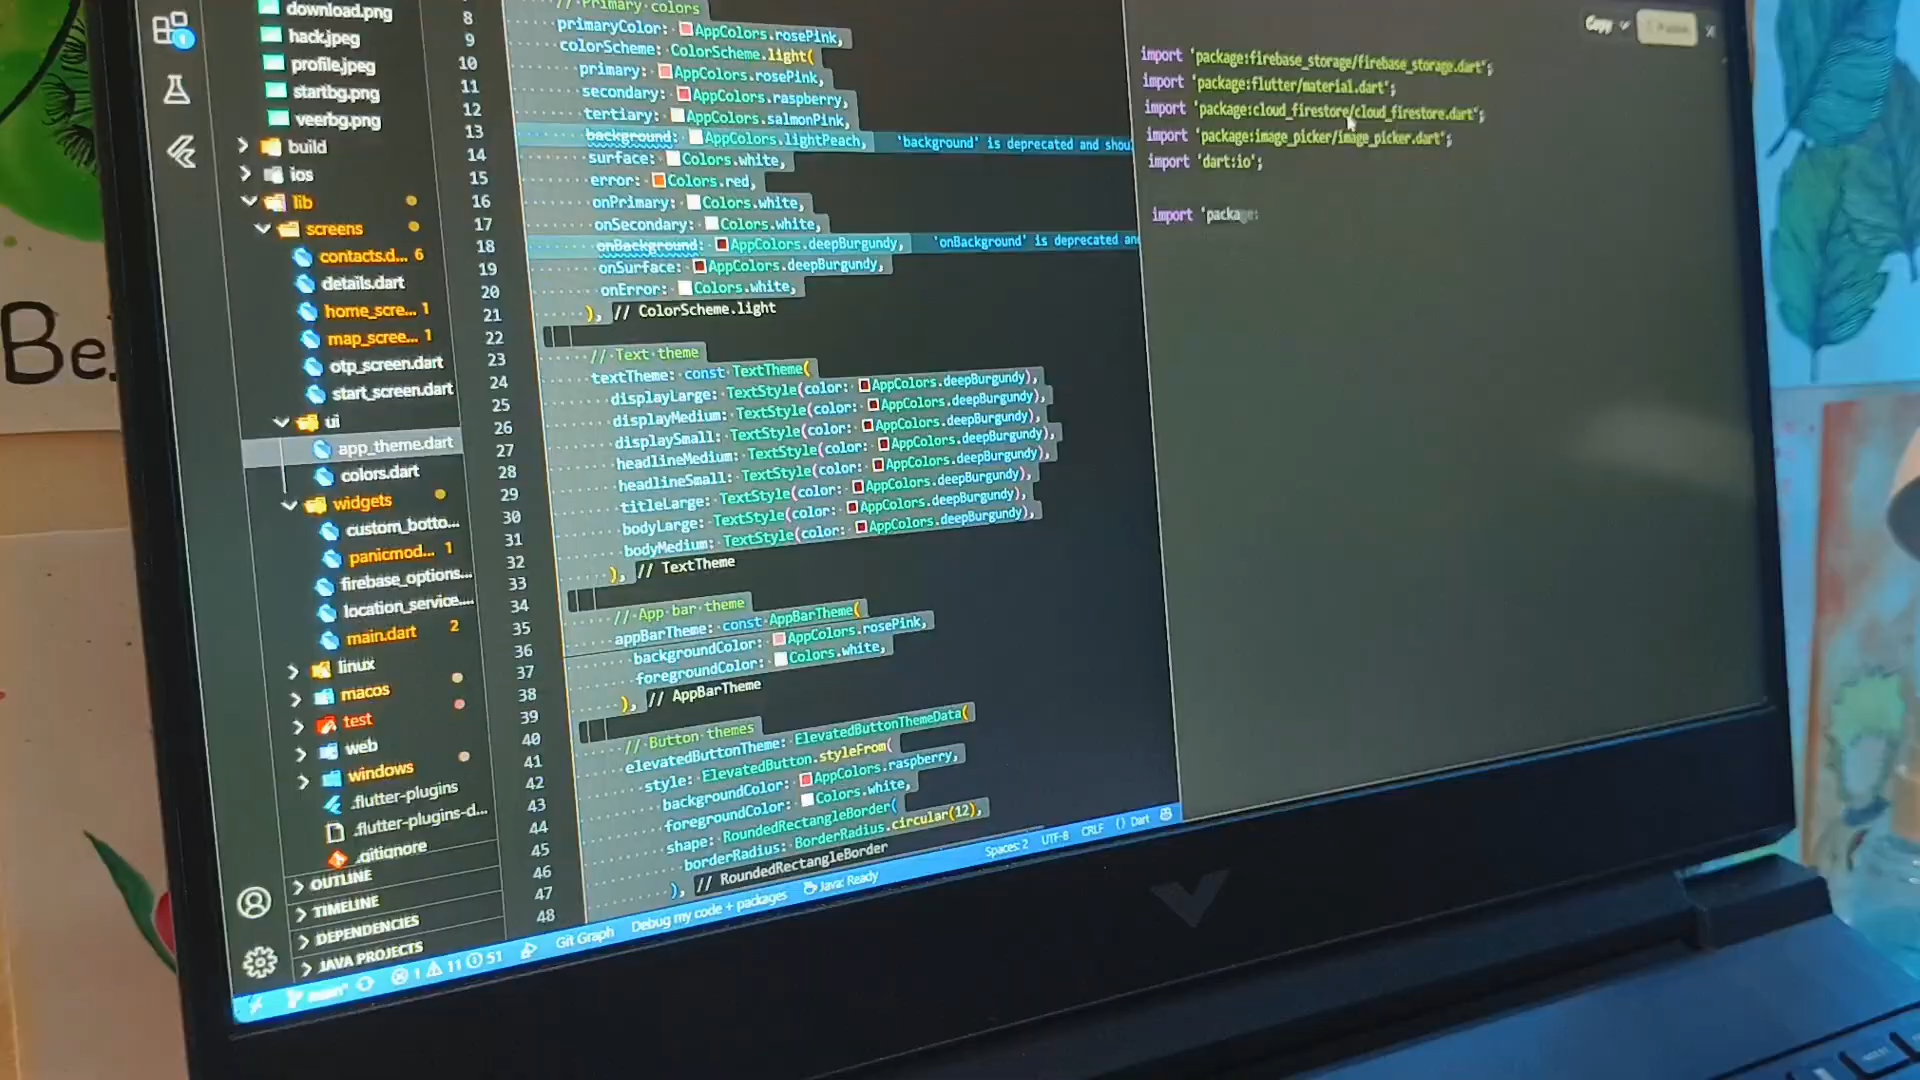 Be.
download.png
hack.jpeg
profile.jpeg
startbg.png
veerbg.png
build
ios
lib
screens
contacts.d... 6
details.dart
home_scre... 1
map_scree... 1
otp_screen.dart
start_screen.dart
ui
app_theme.dart
colors.dart
widgets
custom_botto...
panicmod... 1
firebase_options...
location_service....
main.dart 2
linux
macos
test
web
windows
.flutter-plugins
.flutter-plugins-d...
.gitignore
OUTLINE
TIMELINE
DEPENDENCIES
JAVA PROJECTS
8 // Primary colors
9 primaryColor: AppColors.rosePink,
10 colorScheme: ColorScheme.light(
11 primary: AppColors.rosePink,
12 secondary: AppColors.raspberry,
13 tertiary: AppColors.salmonPink,
14 background: AppColors.lightPeach, 'background' is deprecated and shou
15 surface: Colors.white,
16 error: Colors.red,
17 onPrimary: Colors.white,
18 onSecondary: Colors.white,
19 onBackground: AppColors.deepBurgundy, 'onBackground' is deprecated an
20 onSurface: AppColors.deepBurgundy,
21 onError: Colors.white,
22 ), // ColorScheme.light
23
24 // Text theme
25 textTheme: const TextTheme(
26 displayLarge: TextStyle(color: AppColors.deepBurgundy),
27 displayMedium: TextStyle(color: AppColors.deepBurgundy),
28 displaySmall: TextStyle(color: AppColors.deepBurgundy),
29 headlineMedium: TextStyle(color: AppColors.deepBurgundy),
30 headlineSmall: TextStyle(color: AppColors.deepBurgundy),
31 titleLarge: TextStyle(color: AppColors.deepBurgundy),
32 bodyLarge: TextStyle(color: AppColors.deepBurgundy),
33 bodyMedium: TextStyle(color: AppColors.deepBurgundy),
34 ), // TextTheme
35
36 // App bar theme
37 appBarTheme: const AppBarTheme(
38 backgroundColor: AppColors.rosePink,
39 foregroundColor: Colors.white,
40 ), // AppBarTheme
41
42 // Button themes
43 elevatedButtonTheme: ElevatedButtonThemeData(
44 style: ElevatedButton.styleFrom(
45 backgroundColor: AppColors.raspberry,
46 foregroundColor: Colors.white,
47 shape: RoundedRectangleBorder(
48 borderRadius: BorderRadius.circular(12),
), // RoundedRectangleBorder
Copy
import 'package:firebase_storage/firebase_storage.dart';
import 'package:flutter/material.dart';
import 'package:cloud_firestore/cloud_firestore.dart';
import 'package:image_picker/image_picker.dart';
import 'dart:io';
import 'package:
main* 1 11 51 Git Graph Debug my code + packages Java: Ready Spaces: 2 UTF-8 CRLF {} Dart